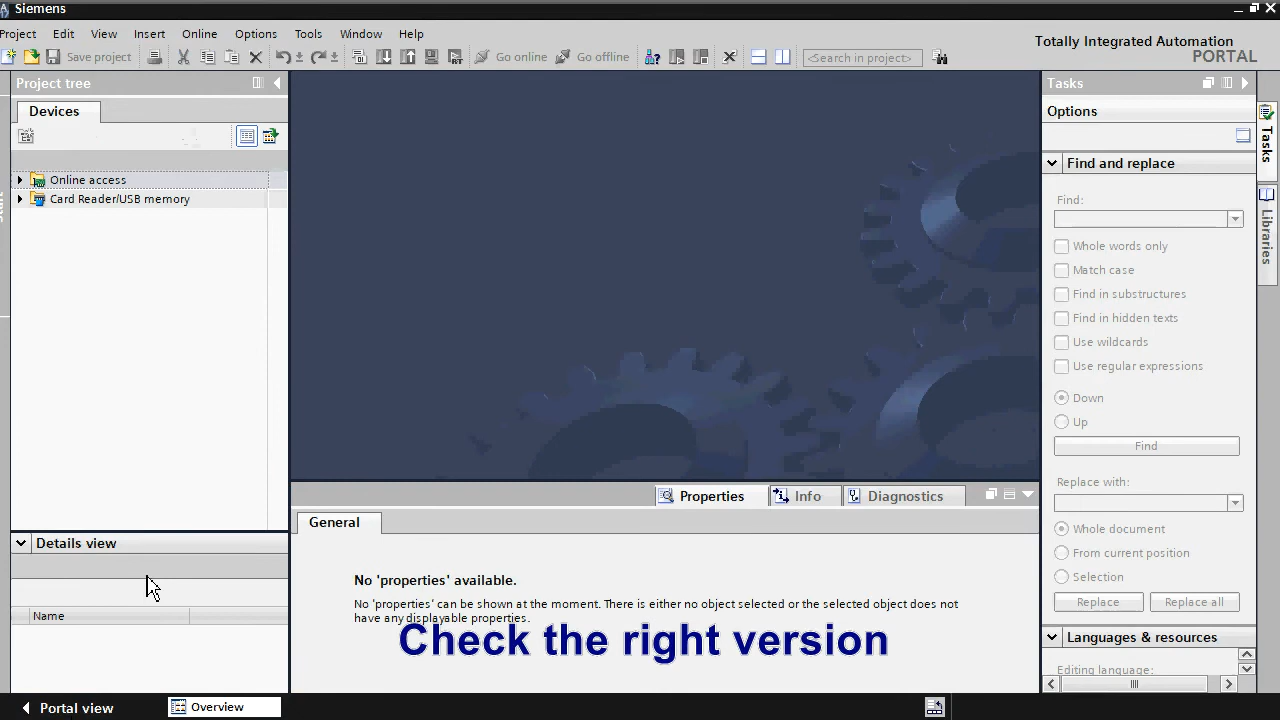 Siemens
Project Edit View Insert Online Options Tools Window Help
Totally Integrated Automation
PORTAL
Save project
Go online
Go offline
<Search in project>
Project tree
Devices
Online access
Card Reader/USB memory
Details view
Name
Properties
Info
Diagnostics
General
No 'properties' available.
No 'properties' can be shown at the moment. There is either no object selected or the selected object does not
have any displayable properties.
Check the right version
Tasks
Options
Find and replace
Find:
Whole words only
Match case
Find in substructures
Find in hidden texts
Use wildcards
Use regular expressions
Down
Up
Find
Replace with:
Whole document
From current position
Selection
Replace
Replace all
Languages & resources
Editing language:
Tasks
Libraries
Portal view
Overview